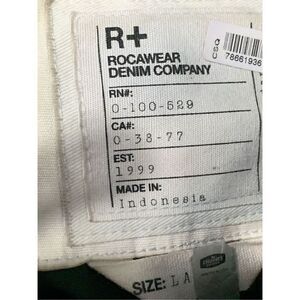 R+
ROCAWEAR
DENIM COMPANY
RN#:
0-100-529
CA#:
0-38-77
EST:
1999
MADE IN:
Indonesia
CSQ
78661936
SIZE: LA